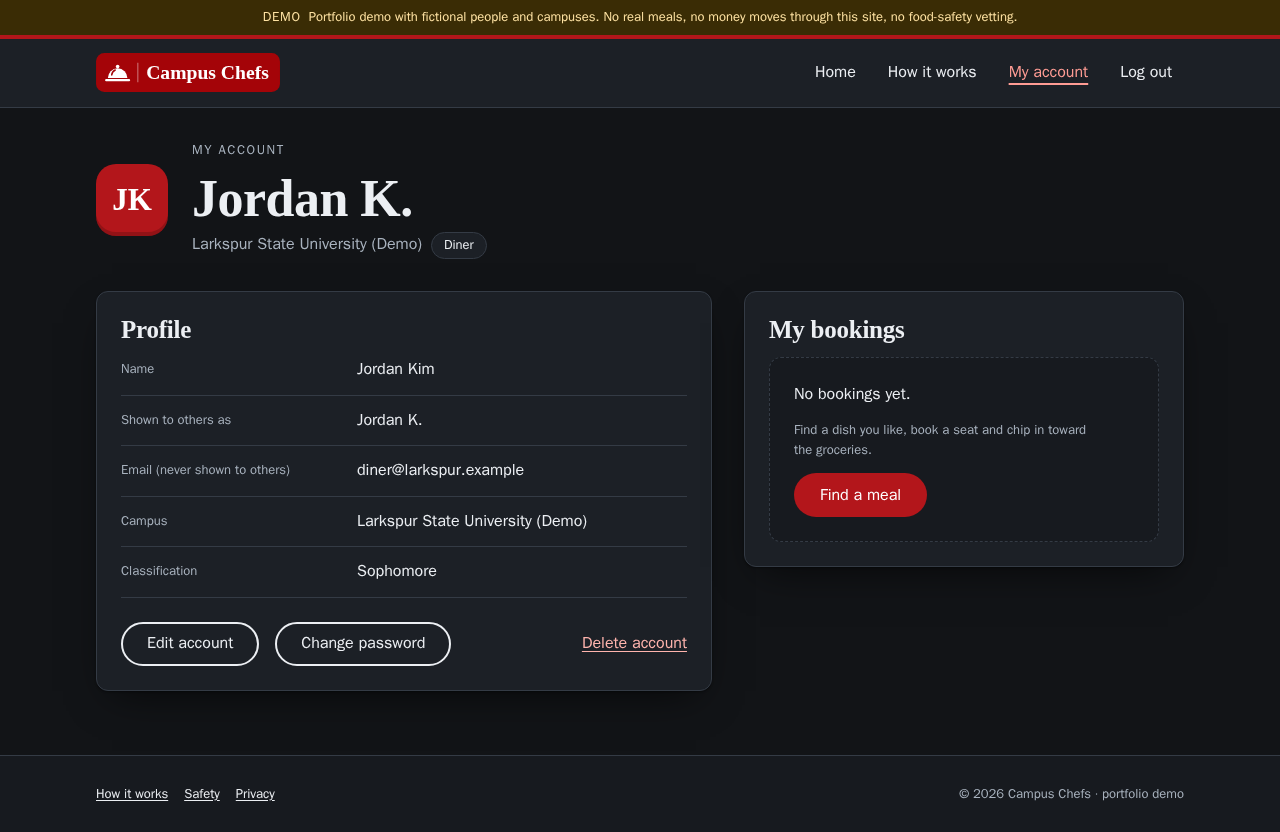 DEMO Portfolio demo with fictional people and campuses. No real meals, no money moves through this site, no food-safety vetting.
Campus Chefs
Home How it works My account Log out
MY ACCOUNT
JK
Jordan K.
Larkspur State University (Demo) Diner
Profile
Name Jordan Kim
Shown to others as Jordan K.
Email (never shown to others) diner@larkspur.example
Campus Larkspur State University (Demo)
Classification Sophomore
Edit account Change password Delete account
My bookings
No bookings yet.
Find a dish you like, book a seat and chip in toward
the groceries.
Find a meal
How it works Safety Privacy
© 2026 Campus Chefs · portfolio demo